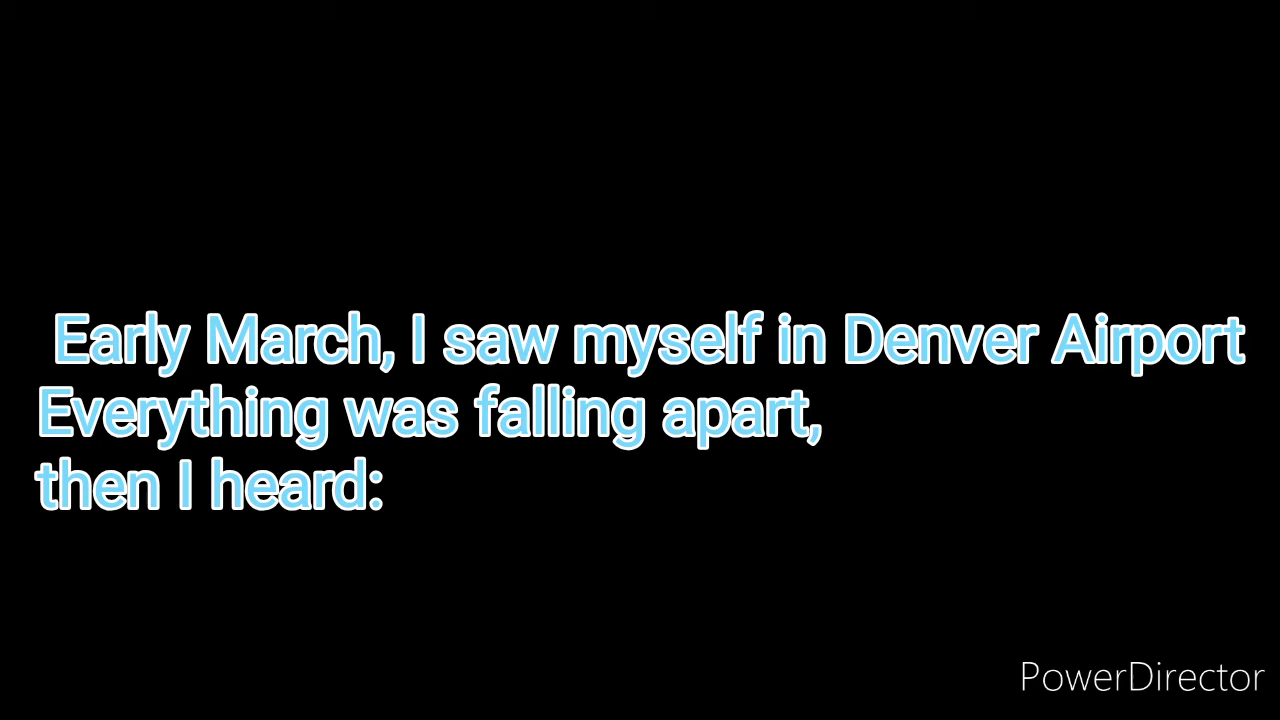 Early March, I saw myself in Denver Airport
Everything was falling apart,
then I heard:
PowerDirector